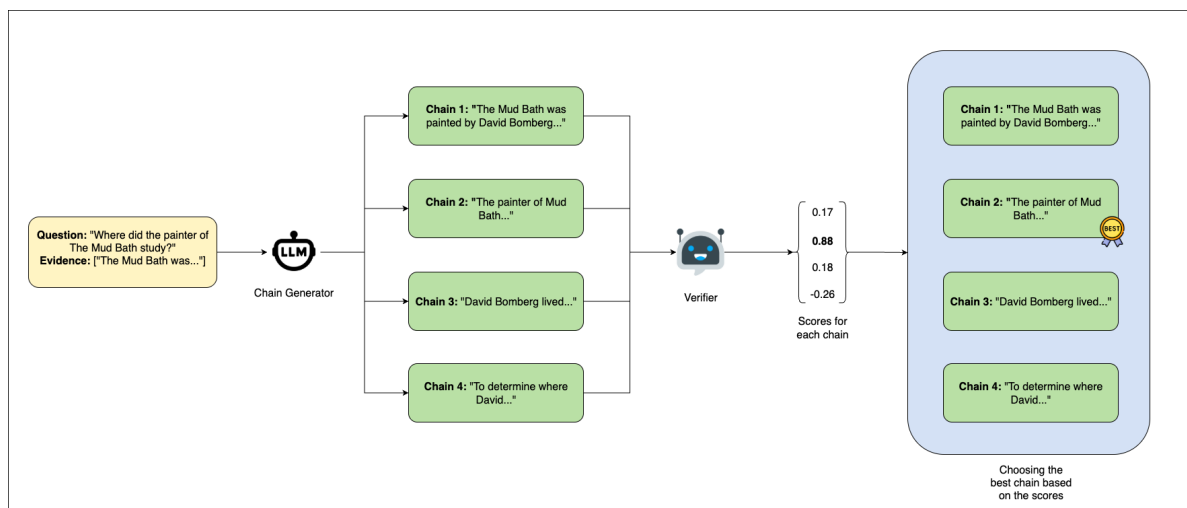 Question: "Where did the painter of
The Mud Bath study?"
Evidence: ["The Mud Bath was..."]
LLM
Chain Generator
Chain 1: "The Mud Bath was
painted by David Bomberg..."
Chain 2: "The painter of Mud
Bath..."
Chain 3: "David Bomberg lived..."
Chain 4: "To determine where
David..."
Verifier
0.17
0.88
0.18
-0.26
Scores for
each chain
Chain 1: "The Mud Bath was
painted by David Bomberg..."
Chain 2: "The painter of Mud
Bath..."
BEST
Chain 3: "David Bomberg lived..."
Chain 4: "To determine where
David..."
Choosing the
best chain based
on the scores